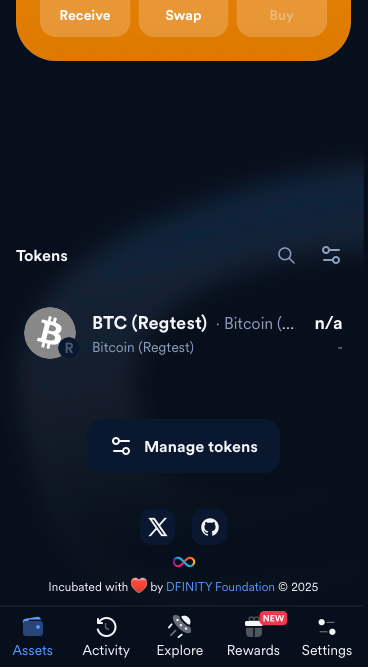 Receive Swap Buy
Tokens
BTC (Regtest) · Bitcoin (... n/a
R
Bitcoin (Regtest) -
Manage tokens
Incubated with ❤️ by DFINITY Foundation © 2025
NEW
Assets Activity Explore Rewards Settings